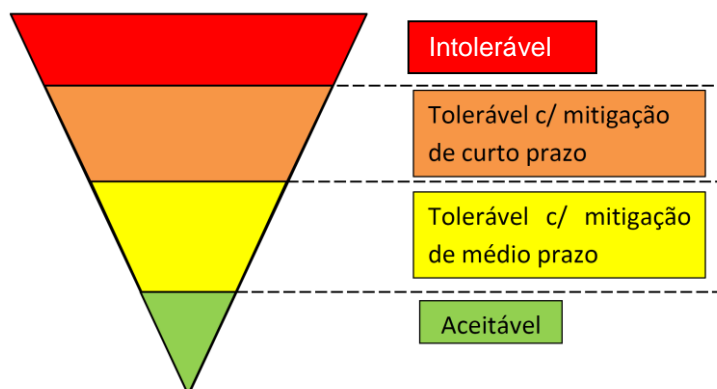 Intolerável
Tolerável c/ mitigação
de curto prazo
Tolerável c/ mitigação
de médio prazo
Aceitável